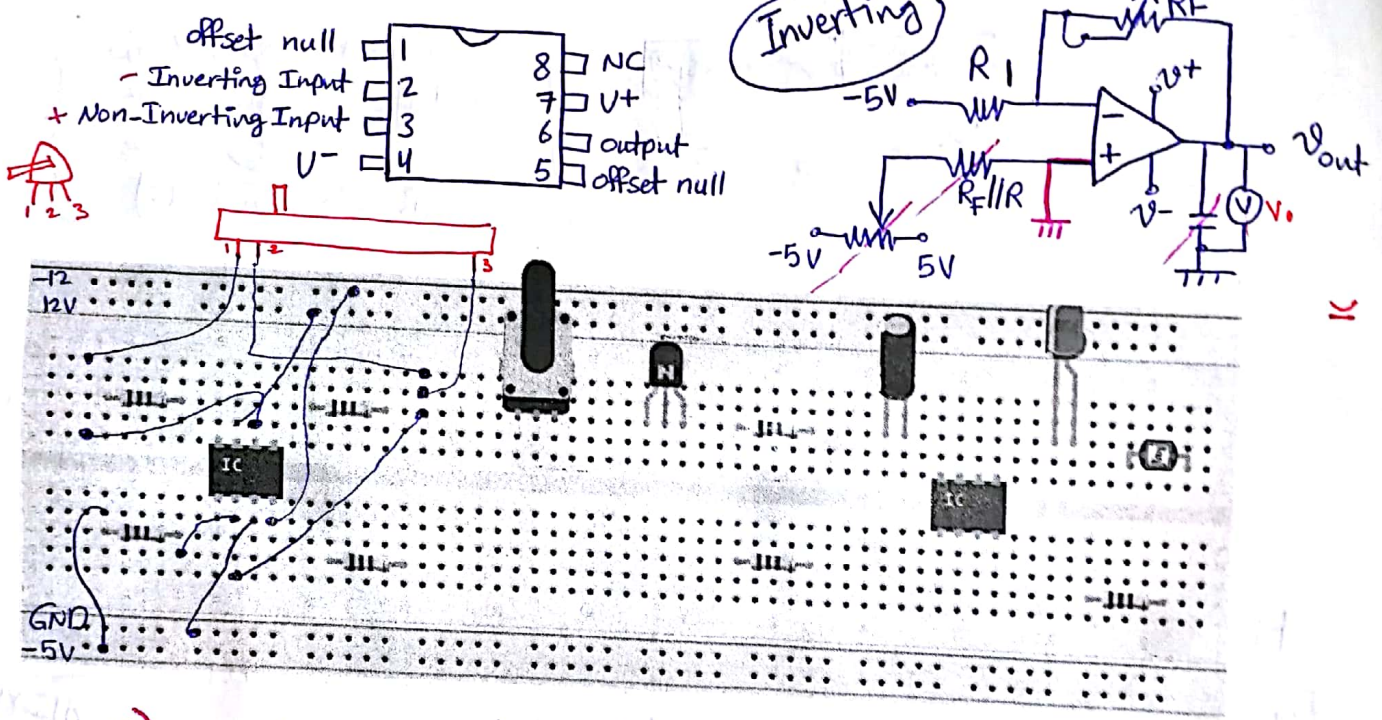 Inverting
offset null 1
- Inverting Input 2
+ Non-Inverting Input 3
V- 4
8 NC
7 V+
6 output
5 offset null
RF
R1
-5V
-
+
V+
V-
Vout
RF//R
-5V
5V
V
V.
1 2 3
1 2
3
-12
12V
N
IC
IC
GND
-5V